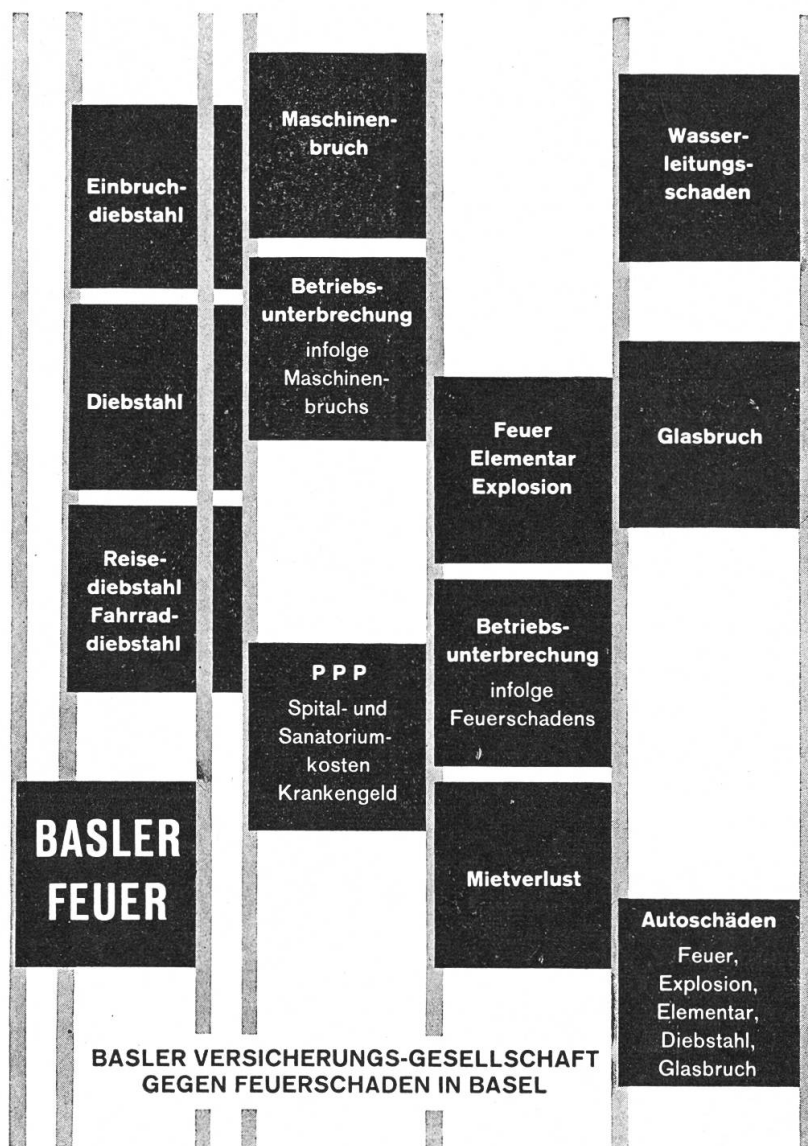 Einbruch-
diebstahl
Diebstahl
Reise-
diebstahl
Fahrrad-
diebstahl
BASLER
FEUER
Maschinen-
bruch
Betriebs-
unterbrechung
infolge
Maschinen-
bruchs
P P P
Spital- und
Sanatorium-
kosten
Krankengeld
Feuer
Elementar
Explosion
Betriebs-
unterbrechung
infolge
Feuerschadens
Mietverlust
Wasser-
leitungs-
schaden
Glasbruch
Autoschäden
Feuer,
Explosion,
Elementar,
Diebstahl,
Glasbruch
BASLER VERSICHERUNGS-GESELLSCHAFT
GEGEN FEUERSCHADEN IN BASEL